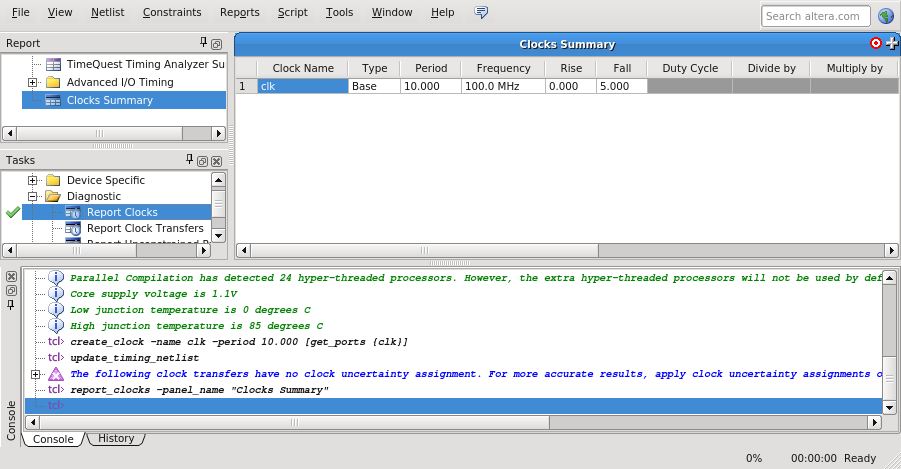 File View Netlist Constraints Reports Script Tools Window Help
Search altera.com
Report
TimeQuest Timing Analyzer Su
Advanced I/O Timing
Clocks Summary
Tasks
Device Specific
Diagnostic
Report Clocks
Report Clock Transfers
Report Unconstrained P
Clocks Summary
Clock Name Type Period Frequency Rise Fall Duty Cycle Divide by Multiply by
1 clk Base 10.000 100.0 MHz 0.000 5.000
Parallel Compilation has detected 24 hyper-threaded processors. However, the extra hyper-threaded processors will not be used by def
Core supply voltage is 1.1V
Low junction temperature is 0 degrees C
High junction temperature is 85 degrees C
tcl> create_clock -name clk -period 10.000 [get_ports {clk}]
tcl> update_timing_netlist
The following clock transfers have no clock uncertainty assignment. For more accurate results, apply clock uncertainty assignments o
tcl> report_clocks -panel_name "Clocks Summary"
tcl>
Console
Console History
0% 00:00:00 Ready